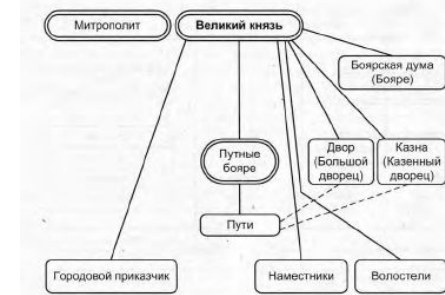 Митрополит
Великий князь
Боярская дума
(Бояре)
Путные
бояре
Двор
(Большой
дворец)
Казна
(Казенный
дворец)
Пути
Городовой приказчик
Наместники
Волостели